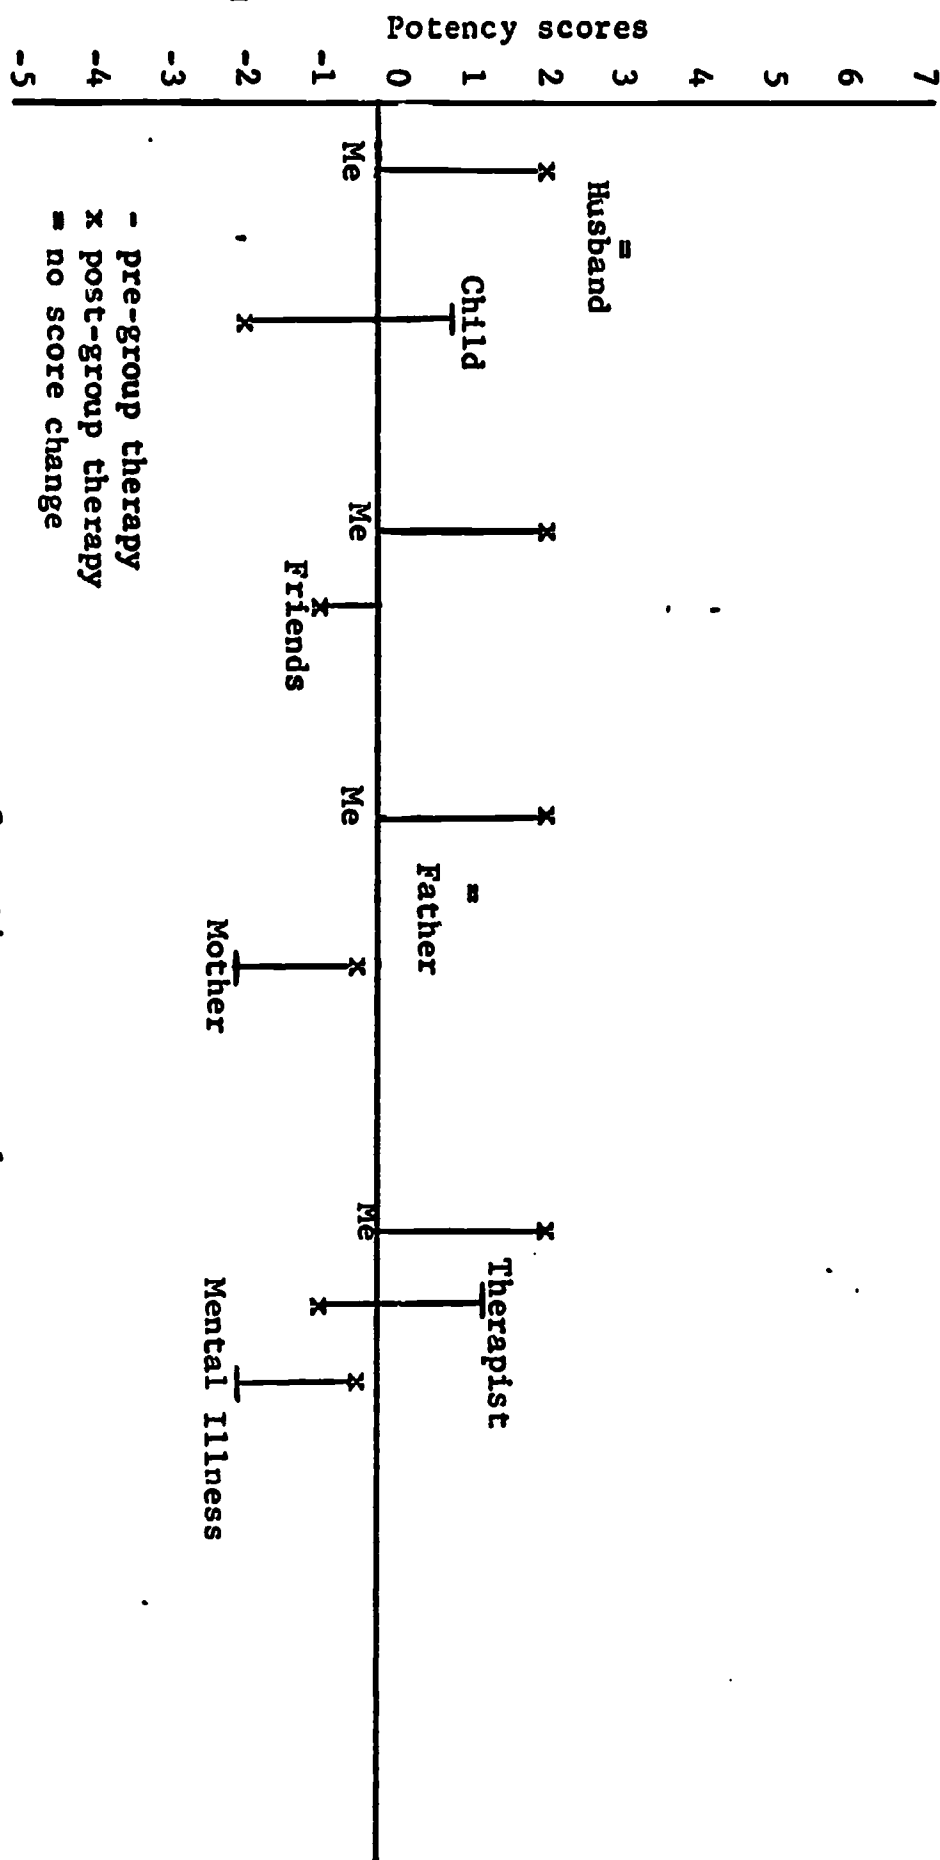 Potency scores
7
6
5
4
3
2
1
0
-1
-2
-3
-4
-5
Husband
=
Me
Child
x
x
Me
x
Friends
x
Me
x
=
Father
Mother
x
Me
x
Therapist
x
Mental Illness
x
- pre-group therapy
x post-group therapy
= no score change